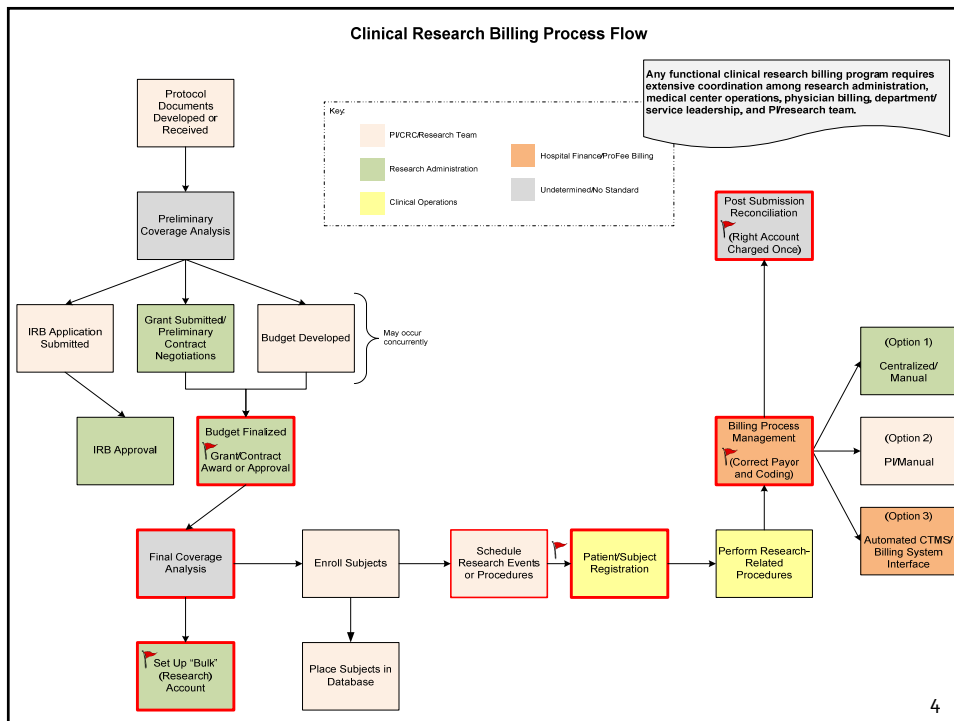 Clinical Research Billing Process Flow
Any functional clinical research billing program requires
extensive coordination among research administration,
medical center operations, physician billing, department/
service leadership, and PI/research team.
Protocol
Documents
Developed or
Received
Key:
PI/CRC/Research Team
Research Administration
Clinical Operations
Hospital Finance/ProFee Billing
Undetermined/No Standard
Preliminary
Coverage Analysis
Post Submission
Reconciliation
(Right Account
Charged Once)
IRB Application
Submitted
Grant Submitted/
Preliminary
Contract
Negotiations
Budget Developed
May occur
concurrently
(Option 1)
Centralized/
Manual
IRB Approval
Budget Finalized
Grant/Contract
Award or Approval
Billing Process
Management
(Correct Payor
and Coding)
(Option 2)
PI/Manual
(Option 3)
Automated CTMS/
Billing System
Interface
Final Coverage
Analysis
Enroll Subjects
Schedule
Research Events
or Procedures
Patient/Subject
Registration
Perform Research-
Related
Procedures
Set Up “Bulk”
(Research)
Account
Place Subjects in
Database
4